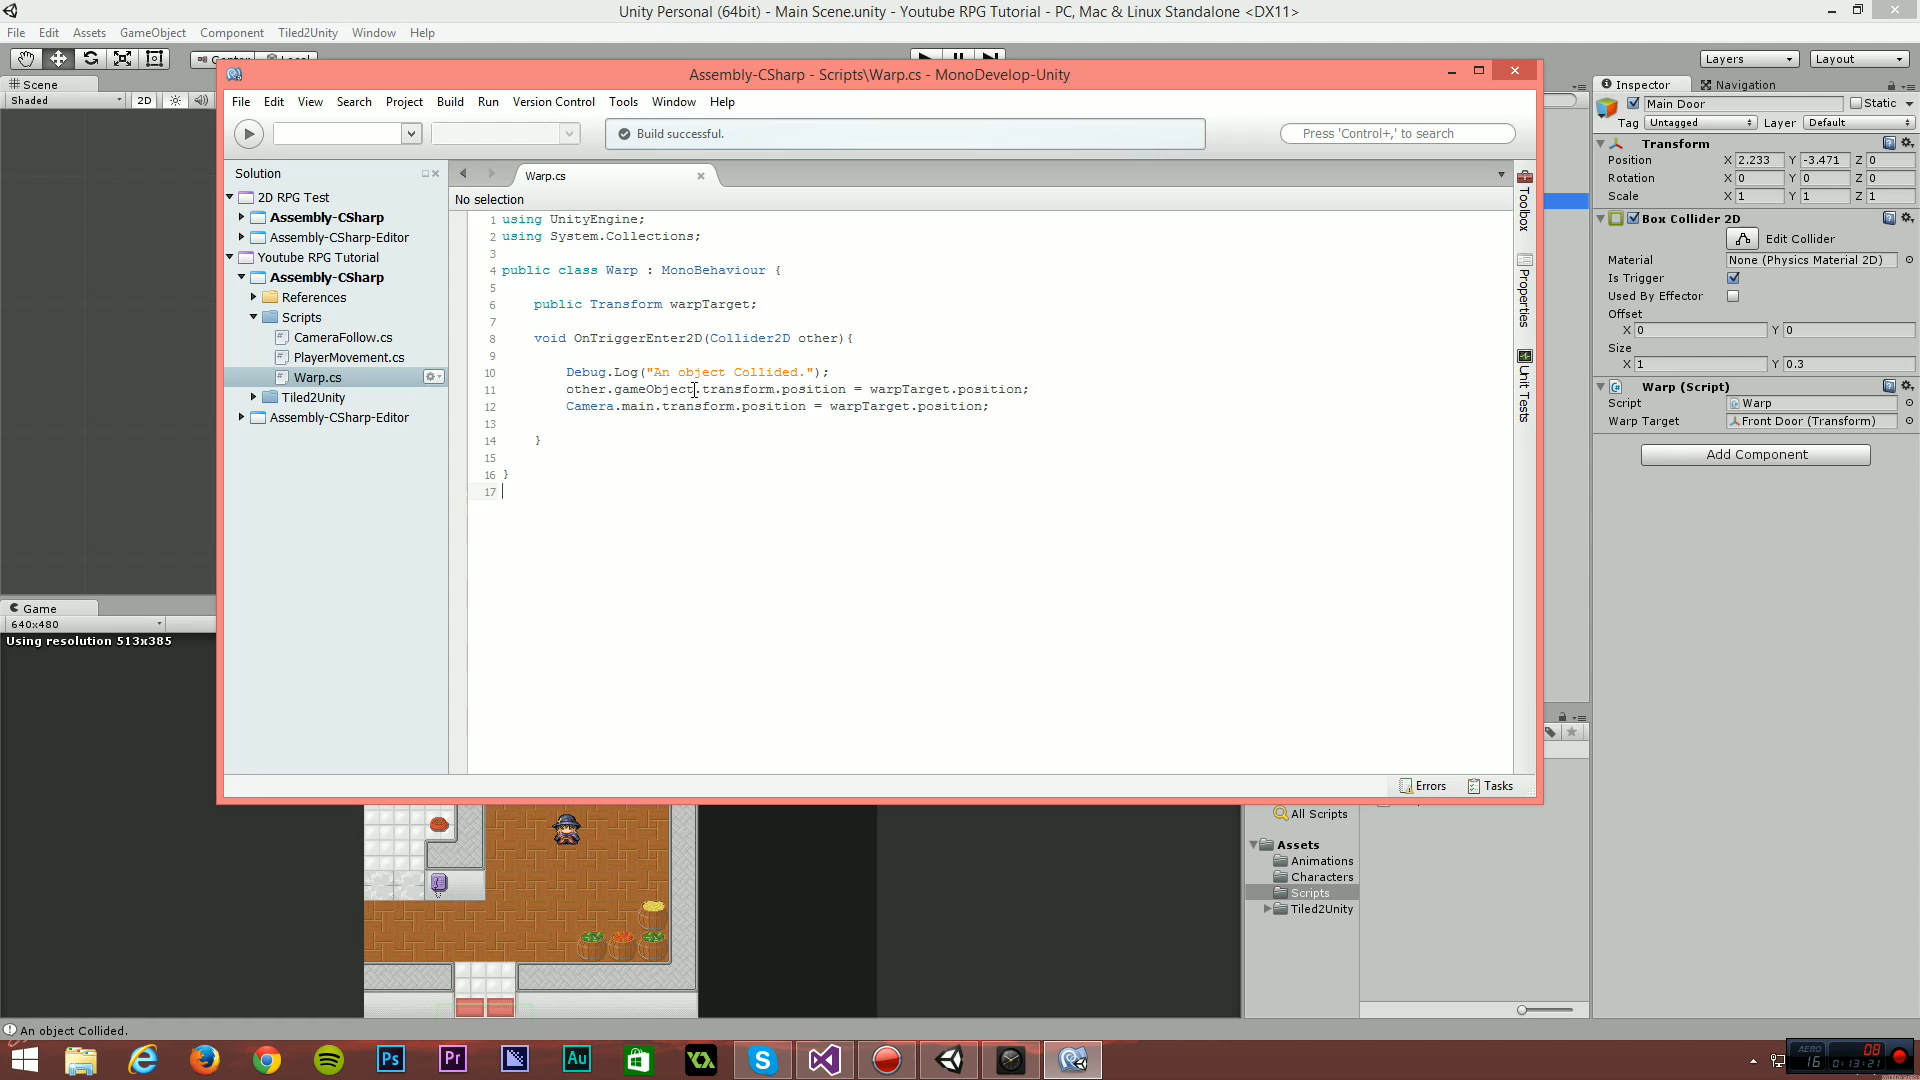 Unity Personal (64bit) - Main Scene.unity - Youtube RPG Tutorial - PC, Mac & Linux Standalone <DX11>
File Edit Assets GameObject Component Tiled2Unity Window Help
Center Local
Layers Layout
Scene
Shaded 2D
Assembly-CSharp - Scripts\Warp.cs - MonoDevelop-Unity
File Edit View Search Project Build Run Version Control Tools Window Help
Build successful.
Press 'Control+,' to search
Solution
2D RPG Test
Assembly-CSharp
Assembly-CSharp-Editor
Youtube RPG Tutorial
Assembly-CSharp
References
Scripts
CameraFollow.cs
PlayerMovement.cs
Warp.cs
Tiled2Unity
Assembly-CSharp-Editor
Warp.cs
No selection
1 using UnityEngine;
2 using System.Collections;
3
4 public class Warp : MonoBehaviour {
5
6 public Transform warpTarget;
7
8 void OnTriggerEnter2D(Collider2D other){
9
10 Debug.Log("An object Collided.");
11 other.gameObject.transform.position = warpTarget.position;
12 Camera.main.transform.position = warpTarget.position;
13
14 }
15
16 }
17
Toolbox
Properties
Unit Tests
Errors Tasks
Inspector Navigation
Main Door Static
Tag Untagged Layer Default
Transform
Position X 2.233 Y -3.471 Z 0
Rotation X 0 Y 0 Z 0
Scale X 1 Y 1 Z 1
Box Collider 2D
Edit Collider
Material None (Physics Material 2D)
Is Trigger
Used By Effector
Offset
X 0 Y 0
Size
X 1 Y 0.3
Warp (Script)
Script Warp
Warp Target Front Door (Transform)
Add Component
Game
640x480
Using resolution 513x385
All Scripts
Assets
Animations
Characters
Scripts
Tiled2Unity
An object Collided.
Ps Pr Au
AERO 08
16 0:13:21